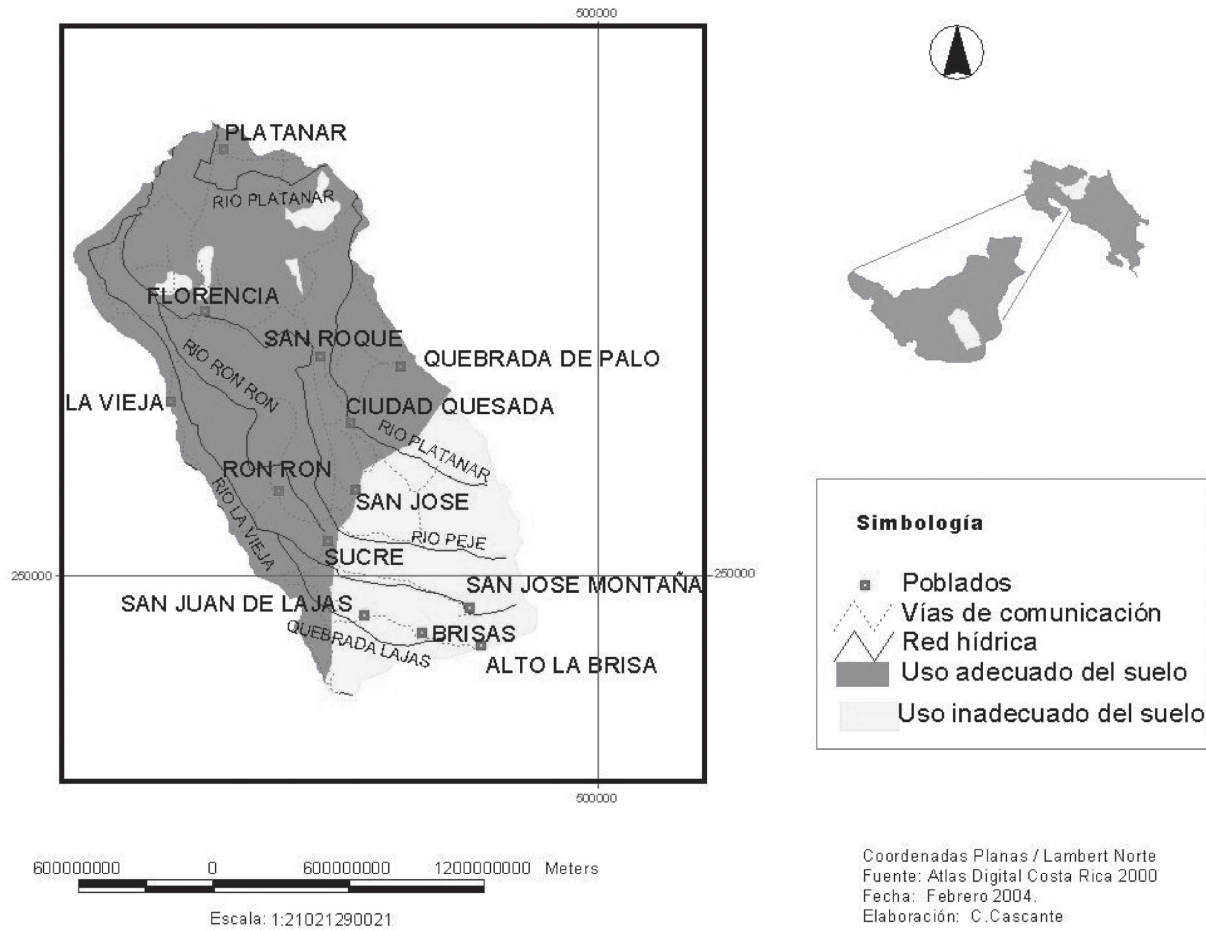 500000
PLATANAR
RIO PLATANAR
FLORENCIA
SAN ROQUE
RIO RON RON
QUEBRADA DE PALO
LA VIEJA
CIUDAD QUESADA
RIO PLATANAR
RON RON
RIO LA VIEJA
SAN JOSE
RIO PEJE
SUCRE
250000
250000
SAN JOSE MONTAÑA
SAN JUAN DE LAJAS
QUEBRADA LAJAS
BRISAS
ALTO LA BRISA
500000
Simbología
Poblados
Vías de comunicación
Red hídrica
Uso adecuado del suelo
Uso inadecuado del suelo
600000000 0 600000000 1200000000 Meters
Escala: 1:21021290021
Coordenadas Planas / Lambert Norte
Fuente: Atlas Digital Costa Rica 2000
Fecha: Febrero 2004.
Elaboración: C.Cascante